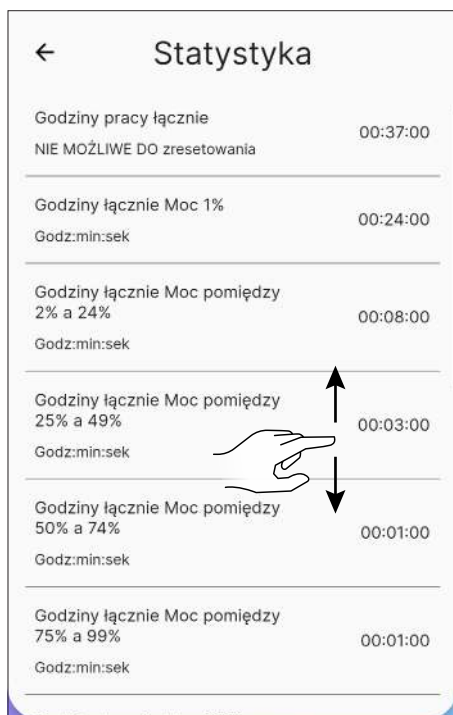 Statystyka
Godziny pracy łącznie
NIE MOŻLIWE DO zresetowania
00:37:00
Godziny łącznie Moc 1%
Godz:min:sek
00:24:00
Godziny łącznie Moc pomiędzy
2% a 24%
Godz:min:sek
00:08:00
Godziny łącznie Moc pomiędzy
25% a 49%
Godz:min:sek
00:03:00
Godziny łącznie Moc pomiędzy
50% a 74%
Godz:min:sek
00:01:00
Godziny łącznie Moc pomiędzy
75% a 99%
Godz:min:sek
00:01:00